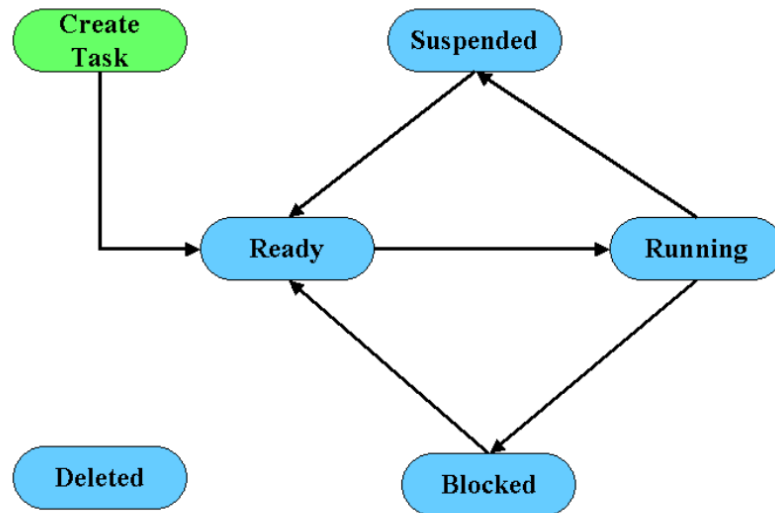 Create
Task
Suspended
Ready
Running
Deleted
Blocked